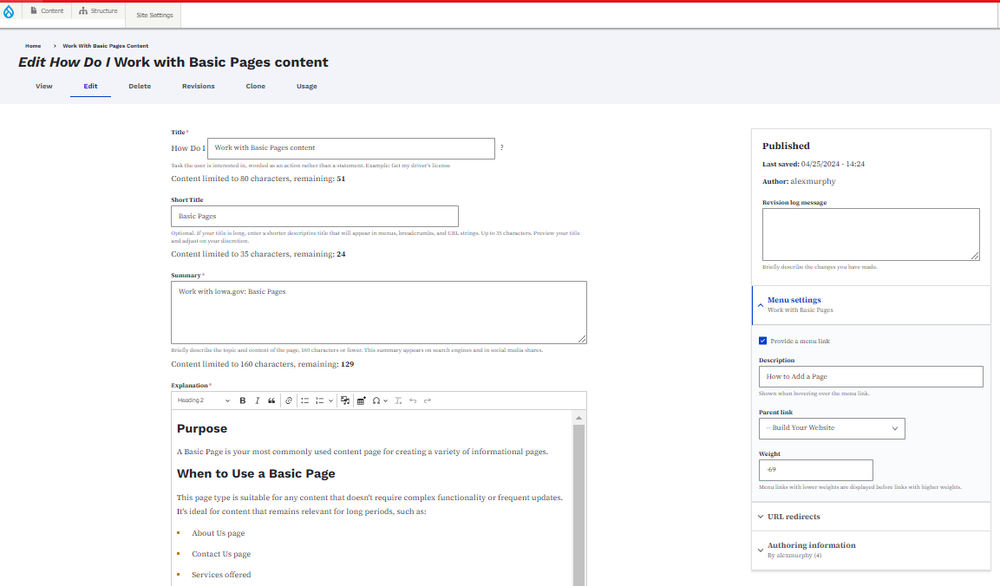 Content
Structure
Site Settings
Home > Work With Basic Pages Content
Edit How Do I Work with Basic Pages content
View Edit Delete Revisions Clone Usage
Title*
How Do I Work with Basic Pages content ?
Task the user is interested in, worded as an action rather than a statement. Example: Get my driver's license
Content limited to 80 characters, remaining: 51
Short Title
Basic Pages
Optional. If your title is long, enter a shorter descriptive title that will appear in menus, breadcrumbs, and URL strings. Up to 35 characters. Preview your title
and adjust on your discretion.
Content limited to 35 characters, remaining: 24
Summary*
Work with Iowa.gov: Basic Pages
Briefly describe the topic and content of the page, 160 characters or fewer. This summary appears on search engines and in social media shares.
Content limited to 160 characters, remaining: 129
Explanation*
Heading 2
Purpose
A Basic Page is your most commonly used content page for creating a variety of informational pages.
When to Use a Basic Page
This page type is suitable for any content that doesn't require complex functionality or frequent updates.
It's ideal for content that remains relevant for long periods, such as:
About Us page
Contact Us page
Services offered
Published
Last saved: 04/25/2024 - 14:24
Author: alexmurphy
Revision log message
Briefly describe the changes you have made.
Menu settings
Work with Basic Pages
Provide a menu link
Description
How to Add a Page
Shown when hovering over the menu link.
Parent link
-- Build Your Website
Weight
-69
Menu links with lower weights are displayed before links with higher weights.
URL redirects
Authoring information
By alexmurphy (4)